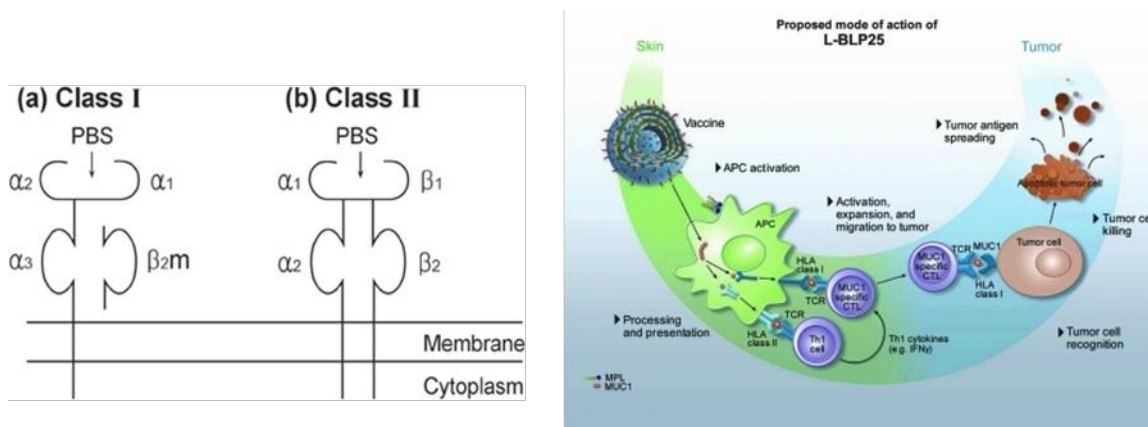 (a) Class I
PBS
α2
α1
α3
β2m
(b) Class II
PBS
α1
β1
α2
β2
Membrane
Cytoplasm
Proposed mode of action of
L-BLP25
Skin
Tumor
Vaccine
APC activation
Tumor antigen
spreading
Apoptotic tumor cell
Activation,
expansion, and
migration to tumor
APC
Tumor ce
killing
Tumor cell
HLA
class I
TCR
MUC1
specific
CTL
MUC1
specific
CTL
TCR
MUC1
HLA
class I
Processing
and presentation
HLA
class II
TCR
Th1
cell
Th1 cytokines
(e.g. IFNγ)
Tumor cell
recognition
MPL
MUC1